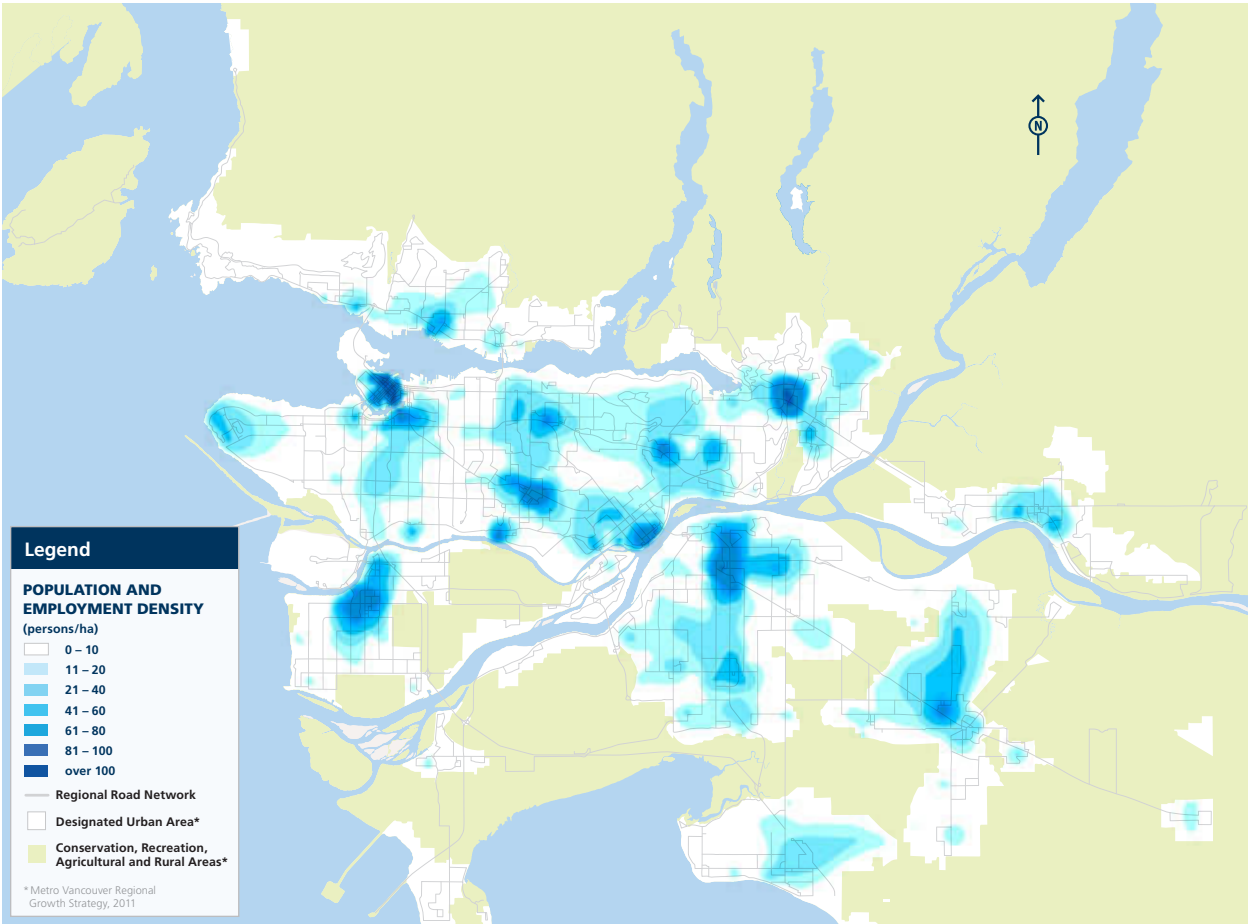 N
Legend
POPULATION AND
EMPLOYMENT DENSITY
(persons/ha)
0 – 10
11 – 20
21 – 40
41 – 60
61 – 80
81 – 100
over 100
Regional Road Network
Designated Urban Area*
Conservation, Recreation,
Agricultural and Rural Areas*
* Metro Vancouver Regional
Growth Strategy, 2011